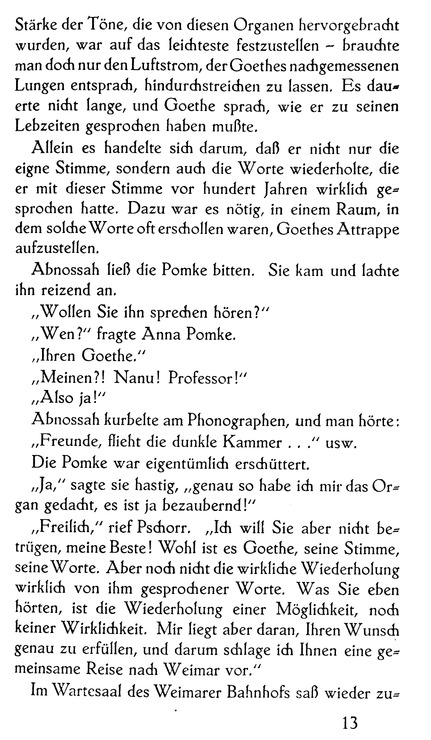 Stärke der Töne, die von diesen Organen hervorgebracht
wurden, war auf das leichteste festzustellen – brauchte
man doch nur den Luftstrom, der Goethes nachgemessenen
Lungen entsprach, hindurchstreichen zu lassen. Es dau-
erte nicht lange, und Goethe sprach, wie er zu seinen
Lebzeiten gesprochen haben mußte.
Allein es handelte sich darum, daß er nicht nur die
eigne Stimme, sondern auch die Worte wiederholte, die
er mit dieser Stimme vor hundert Jahren wirklich ge-
sprochen hatte. Dazu war es nötig, in einem Raum, in
dem solche Worte oft erschollen waren, Goethes Attrappe
aufzustellen.
Abnossah ließ die Pomke bitten. Sie kam und lachte
ihn reizend an.
„Wollen Sie ihn sprechen hören?“
„Wen?“ fragte Anna Pomke.
„Ihren Goethe.“
„Meinen?! Nanu! Professor!“
„Also ja!“
Abnossah kurbelte am Phonographen, und man hörte:
„Freunde, flieht die dunkle Kammer . . .“ usw.
Die Pomke war eigentümlich erschüttert.
„Ja,“ sagte sie hastig, „genau so habe ich mir das Or-
gan gedacht, es ist ja bezaubernd!“
„Freilich,“ rief Pschorr. „Ich will Sie aber nicht be-
trügen, meine Beste! Wohl ist es Goethe, seine Stimme,
seine Worte. Aber noch nicht die wirkliche Wiederholung
wirklich von ihm gesprochener Worte. Was Sie eben
hörten, ist die Wiederholung einer Möglichkeit, noch
keiner Wirklichkeit. Mir liegt aber daran, Ihren Wunsch
genau zu erfüllen, und darum schlage ich Ihnen eine ge-
meinsame Reise nach Weimar vor.“
Im Wartesaal des Weimarer Bahnhofs saß wieder zu-
13